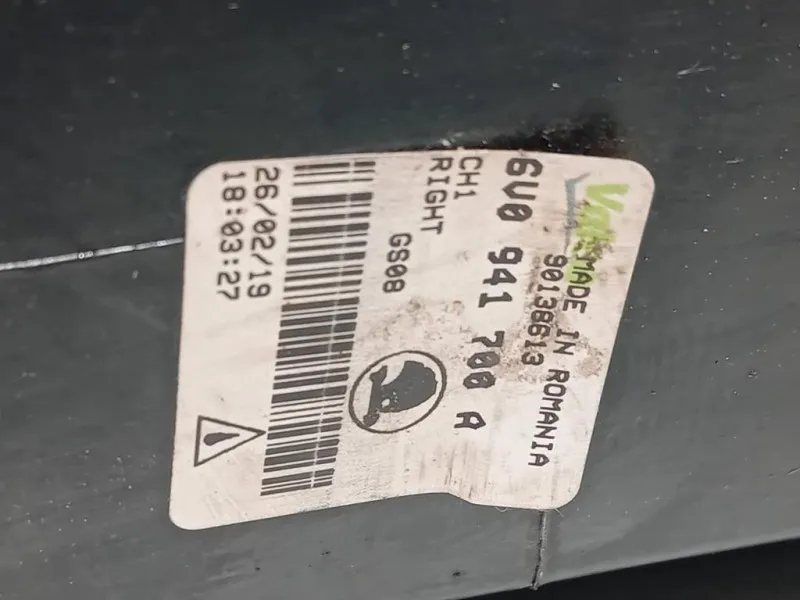 Valeo
MADE IN ROMANIA
90138613
6V0 941 700 A
CH1
RIGHT
GS08
26/02/19
18:03:27